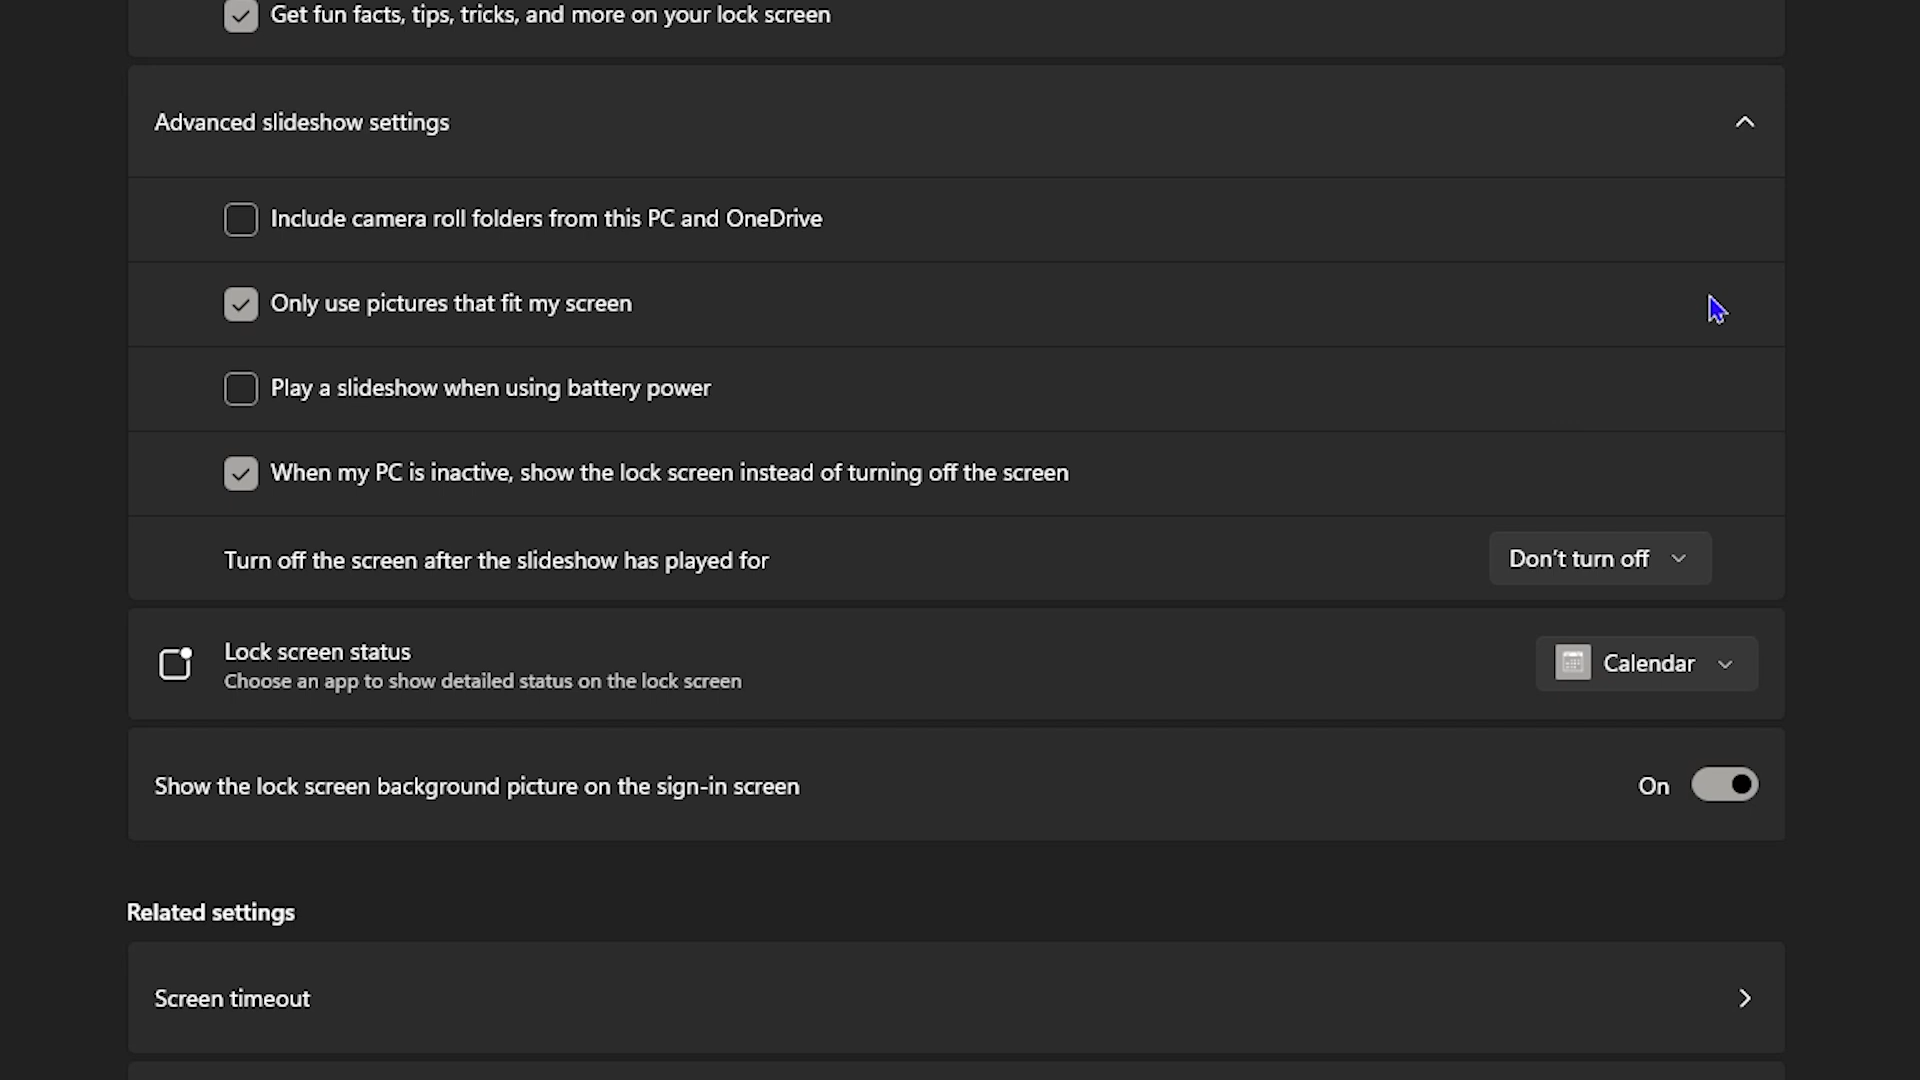 Get fun facts, tips, tricks, and more on your lock screen
Advanced slideshow settings
Include camera roll folders from this PC and OneDrive
Only use pictures that fit my screen
Play a slideshow when using battery power
When my PC is inactive, show the lock screen instead of turning off the screen
Turn off the screen after the slideshow has played for
Don't turn off
Lock screen status
Choose an app to show detailed status on the lock screen
Calendar
Show the lock screen background picture on the sign-in screen
On
Related settings
Screen timeout